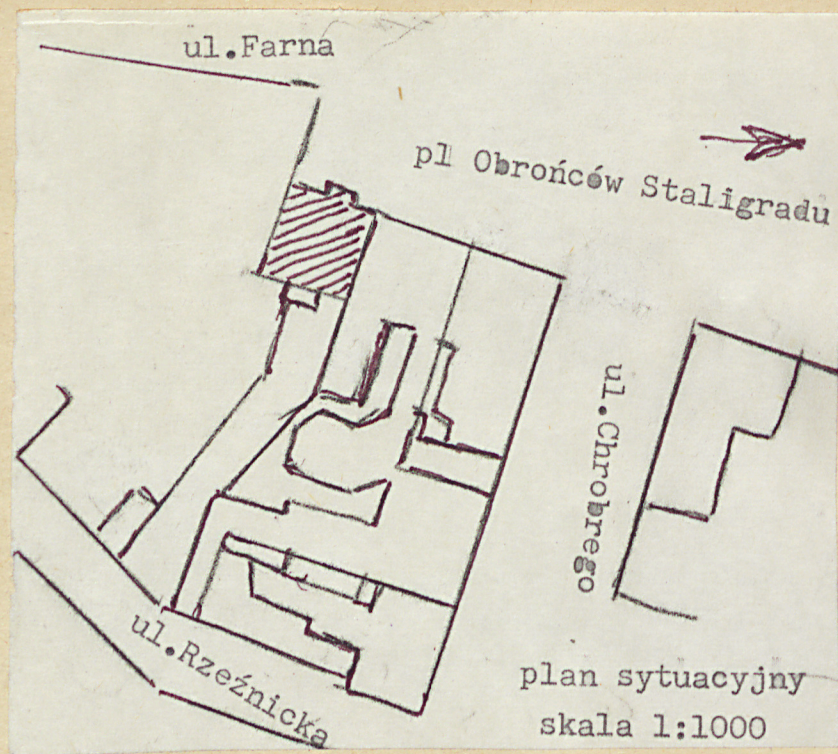 ul.Farna
pl Obrońców Staligradu
ul.Chrobrego
ul.Rzeźnicka
plan sytuacyjny
skala 1:1000